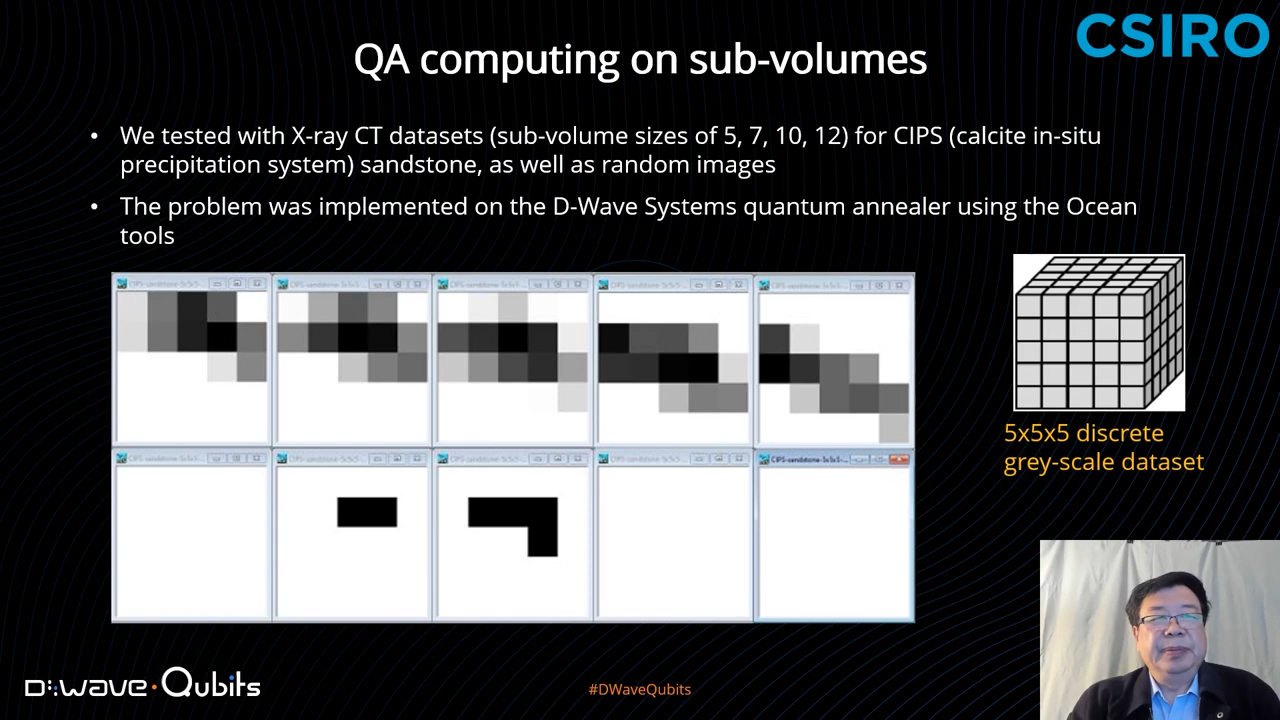 CSIRO
QA computing on sub-volumes
• We tested with X-ray CT datasets (sub-volume sizes of 5, 7, 10, 12) for CIPS (calcite in-situ
precipitation system) sandstone, as well as random images
• The problem was implemented on the D-Wave Systems quantum annealer using the Ocean
tools
5x5x5 discrete
grey-scale dataset
D:wave Qubits
#DWaveQubits